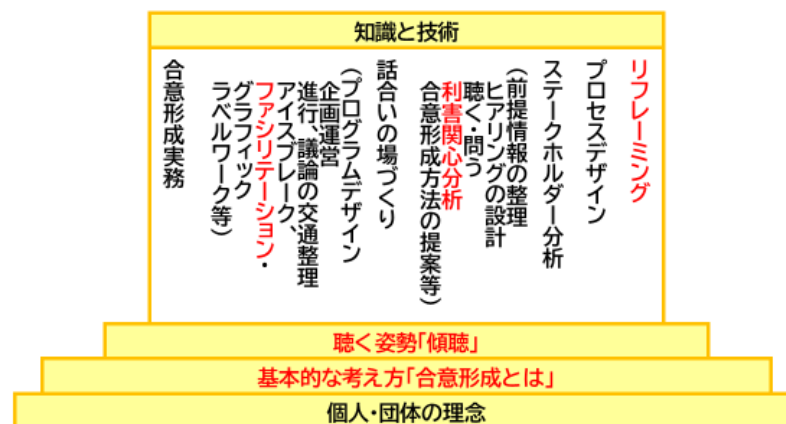 知識と技術
リフレーミング
プロセスデザイン
ステークホルダー分析
(前提情報の整理
ヒアリングの設計
聴く・問う
利害関心分析
合意形成方法の提案等)
話合いの場づくり
(プログラムデザイン
企画運営
進行、議論の交通整理
アイスブレーク、
ファシリテーション・
グラフィック
ラベルワーク等)
合意形成実務
聴く姿勢「傾聴」
基本的な考え方「合意形成とは」
個人・団体の理念